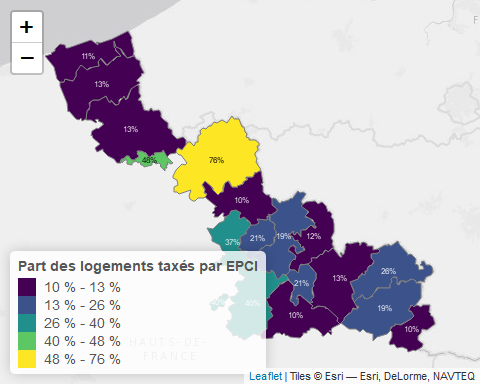 +
−
11%
13%
13%
48%
76%
10%
37%
21%
19%
12%
26%
13%
21%
19%
10%
10%
Part des logements taxés par EPCI
10 % - 13 %
13 % - 26 %
26 % - 40 %
40 % - 48 %
48 % - 76 %
HAUTS-DE-
FRANCE
Leaflet | Tiles © Esri — Esri, DeLorme, NAVTEQ